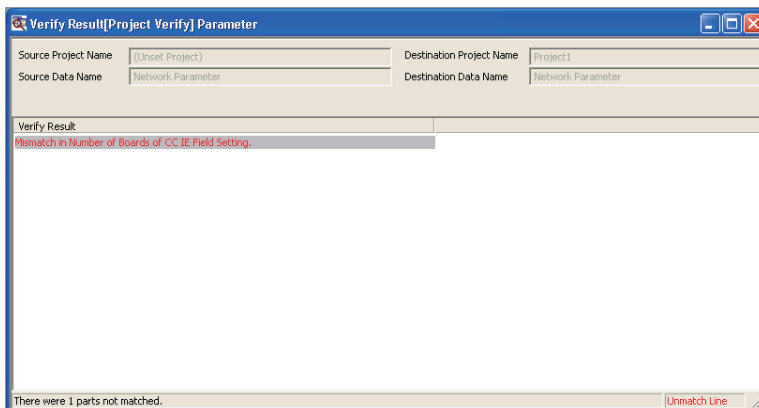 Verify Result[Project Verify] Parameter
Source Project Name (Unset Project) Destination Project Name Project1
Source Data Name Network Parameter Destination Data Name Network Parameter
Verify Result
Mismatch in Number of Boards of CC IE Field Setting.
There were 1 parts not matched. Unmatch Line